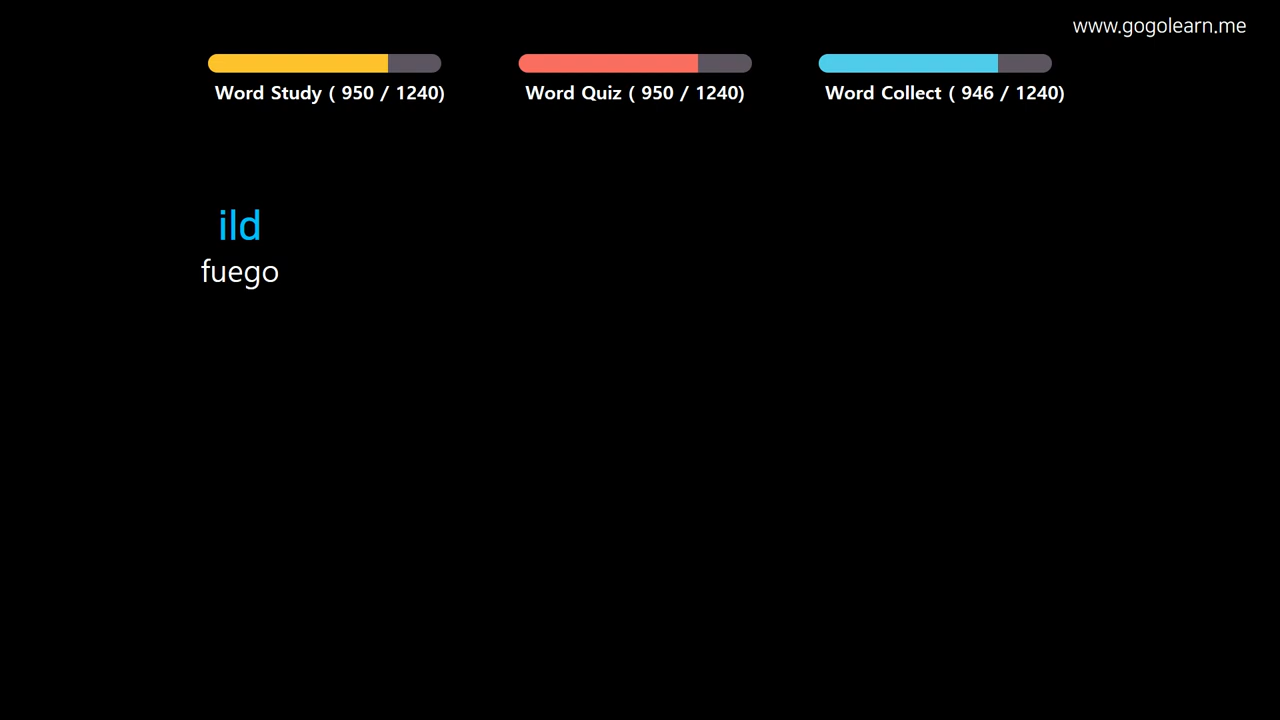 www.gogolearn.me
Word Study ( 950 / 1240)
Word Quiz ( 950 / 1240)
Word Collect ( 946 / 1240)
ild
fuego